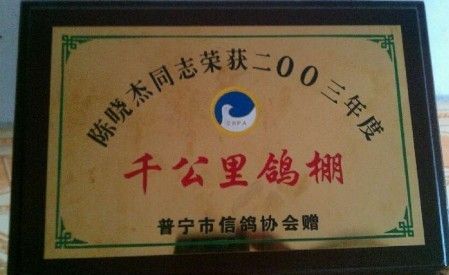 陈晓杰同志荣获二00三年度
CRPA
千公里鸽棚
普宁市信鸽协会赠